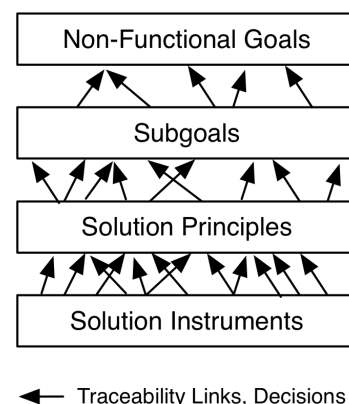 Non-Functional Goals
Subgoals
Solution Principles
Solution Instruments
Traceability Links, Decisions